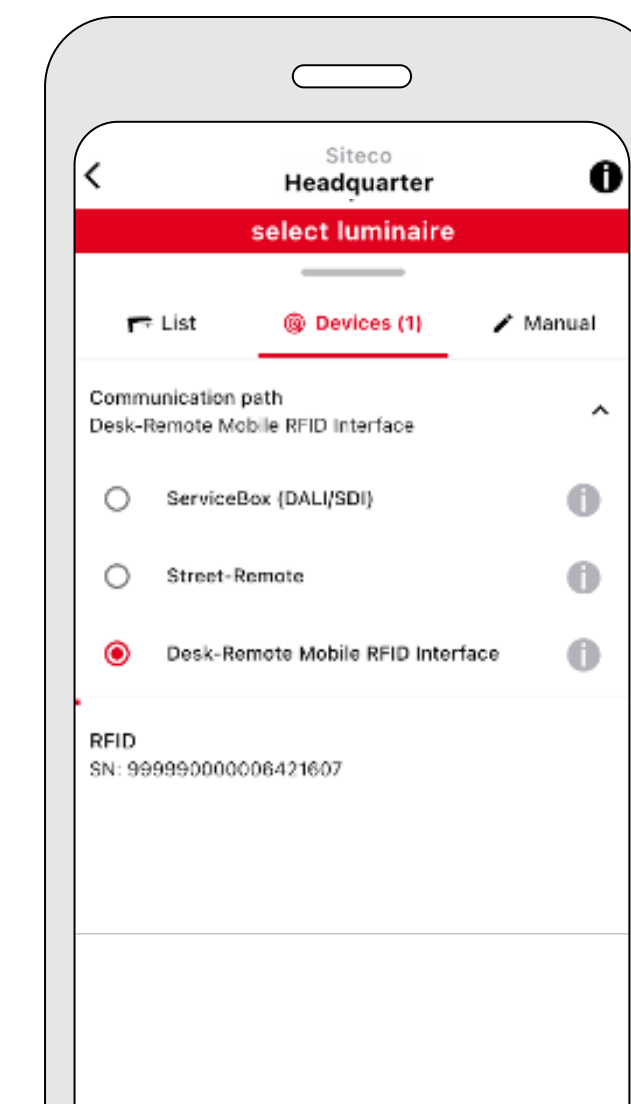 Siteco
Headquarter
select luminaire
List
Devices (1)
Manual
Communication path
Desk-Remote Mobile RFID Interface
ServiceBox (DALI/SDI)
Street-Remote
Desk-Remote Mobile RFID Interface
RFID
SN: 999990000006421607